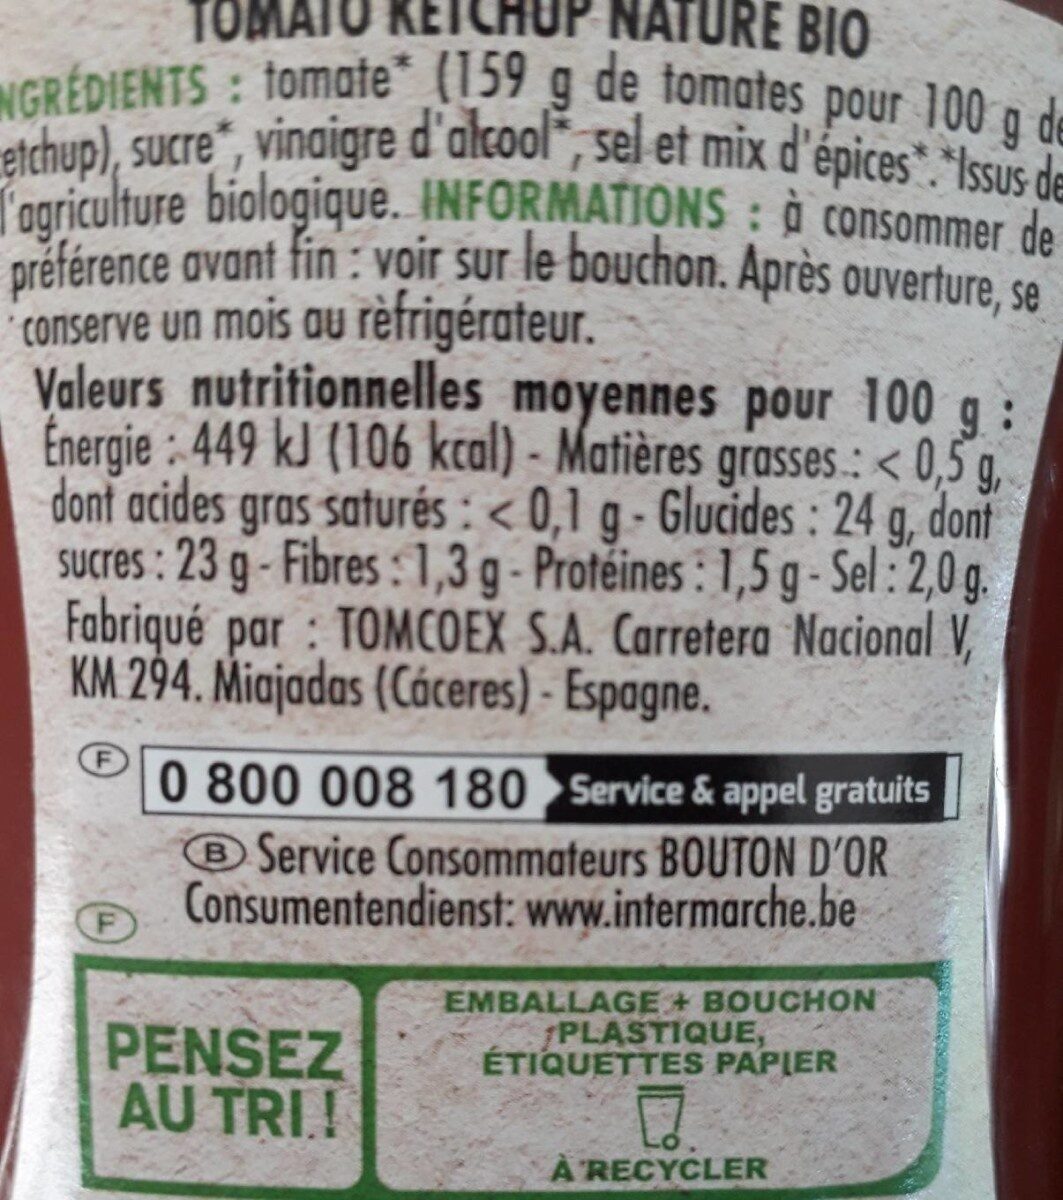 TOMATO KETCHUP NATURE BIO
NGRÉDIENTS : tomate* (159 g de tomates pour 100 g de
etchup), sucre*, vinaigre d'alcool*, sel et mix d'épices*. *Issus de
l'agriculture biologique. INFORMATIONS : à consommer de
préférence avant fin : voir sur le bouchon. Après ouverture, se
conserve un mois au rèfrigérateur.
Valeurs nutritionnelles moyennes pour 100 g :
Énergie : 449 kJ (106 kcal) - Matières grasses : < 0,5 g,
dont acides gras saturés : < 0,1 g - Glucides : 24 g, dont
sucres : 23 g - Fibres : 1,3 g - Protéines : 1,5 g - Sel : 2,0 g.
Fabriqué par : TOMCOEX S.A. Carretera Nacional V,
KM 294. Miajadas (Cáceres) - Espagne.
F 0 800 008 180 Service & appel gratuits
B Service Consommateurs BOUTON D'OR
Consumentendienst: www.intermarche.be
F
PENSEZ
AU TRI !
EMBALLAGE + BOUCHON
PLASTIQUE,
ÉTIQUETTES PAPIER
À RECYCLER